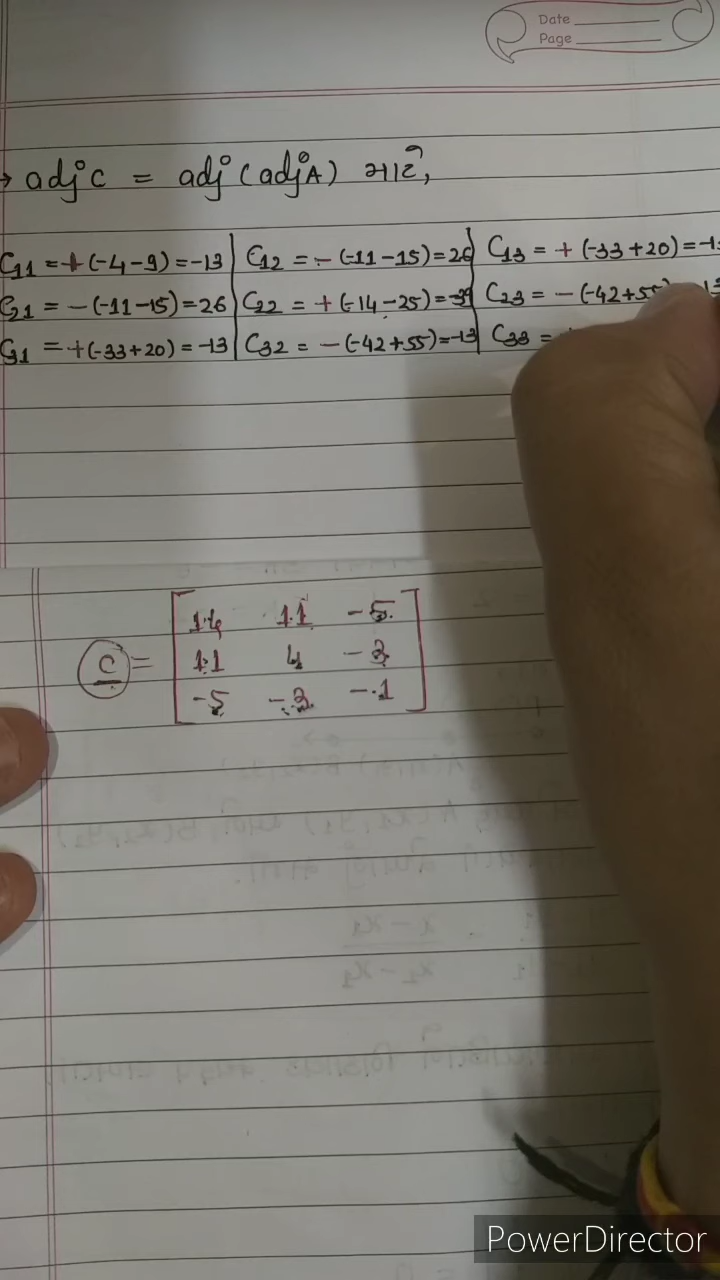 Date
Page
→ adj°C = adj° (adj°A) માટે,
C11 = +(-4-9) = -13 | C12 = -(-11-15)=26 | C13 = +(-33+20)=-13
C21 = -(-11-15)=26 | C22 = +(-14-25)=-39 | C23 = -(-42+55)
C31 = +(-33+20) = -13 | C32 = -(-42+55)=-13 | C33 =
14 11 -5
C = 11 4 -3
-5 -3 -1
PowerDirector